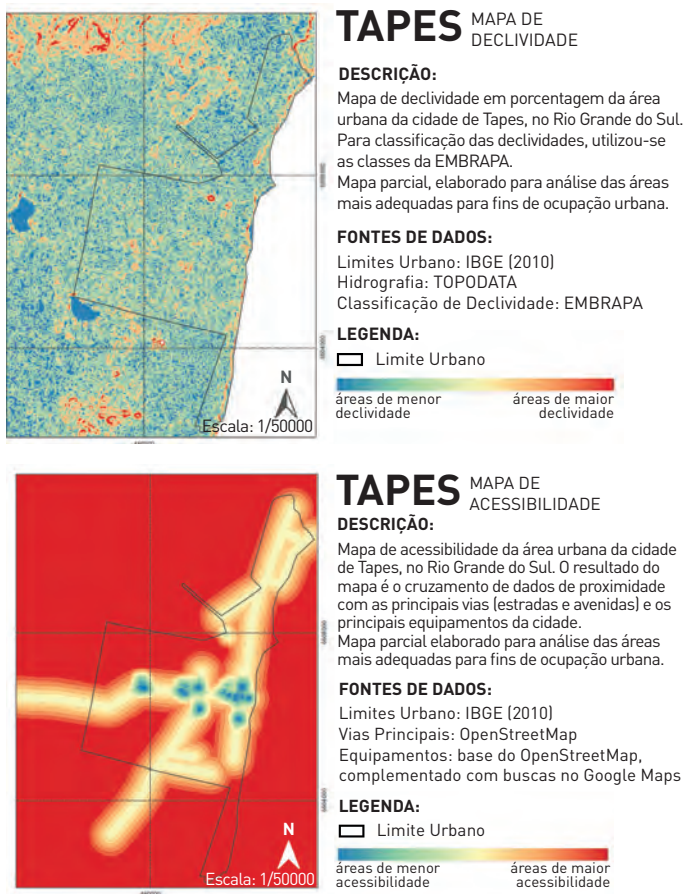 TAPES MAPA DE
DECLIVIDADE
DESCRIÇÃO:
Mapa de declividade em porcentagem da área
urbana da cidade de Tapes, no Rio Grande do Sul.
Para classificação das declividades, utilizou-se
as classes da EMBRAPA.
Mapa parcial, elaborado para análise das áreas
mais adequadas para fins de ocupação urbana.
FONTES DE DADOS:
Limites Urbano: IBGE (2010)
Hidrografia: TOPODATA
Classificação de Declividade: EMBRAPA
LEGENDA:
Limite Urbano
áreas de menor
declividade
áreas de maior
declividade
N
Escala: 1/50000
TAPES MAPA DE
ACESSIBILIDADE
DESCRIÇÃO:
Mapa de acessibilidade da área urbana da cidade
de Tapes, no Rio Grande do Sul. O resultado do
mapa é o cruzamento de dados de proximidade
com as principais vias (estradas e avenidas) e os
principais equipamentos da cidade.
Mapa parcial elaborado para análise das áreas
mais adequadas para fins de ocupação urbana.
FONTES DE DADOS:
Limites Urbano: IBGE (2010)
Vias Principais: OpenStreetMap
Equipamentos: base do OpenStreetMap,
complementado com buscas no Google Maps
LEGENDA:
Limite Urbano
áreas de menor
acessibilidade
áreas de maior
acessibilidade
N
Escala: 1/50000